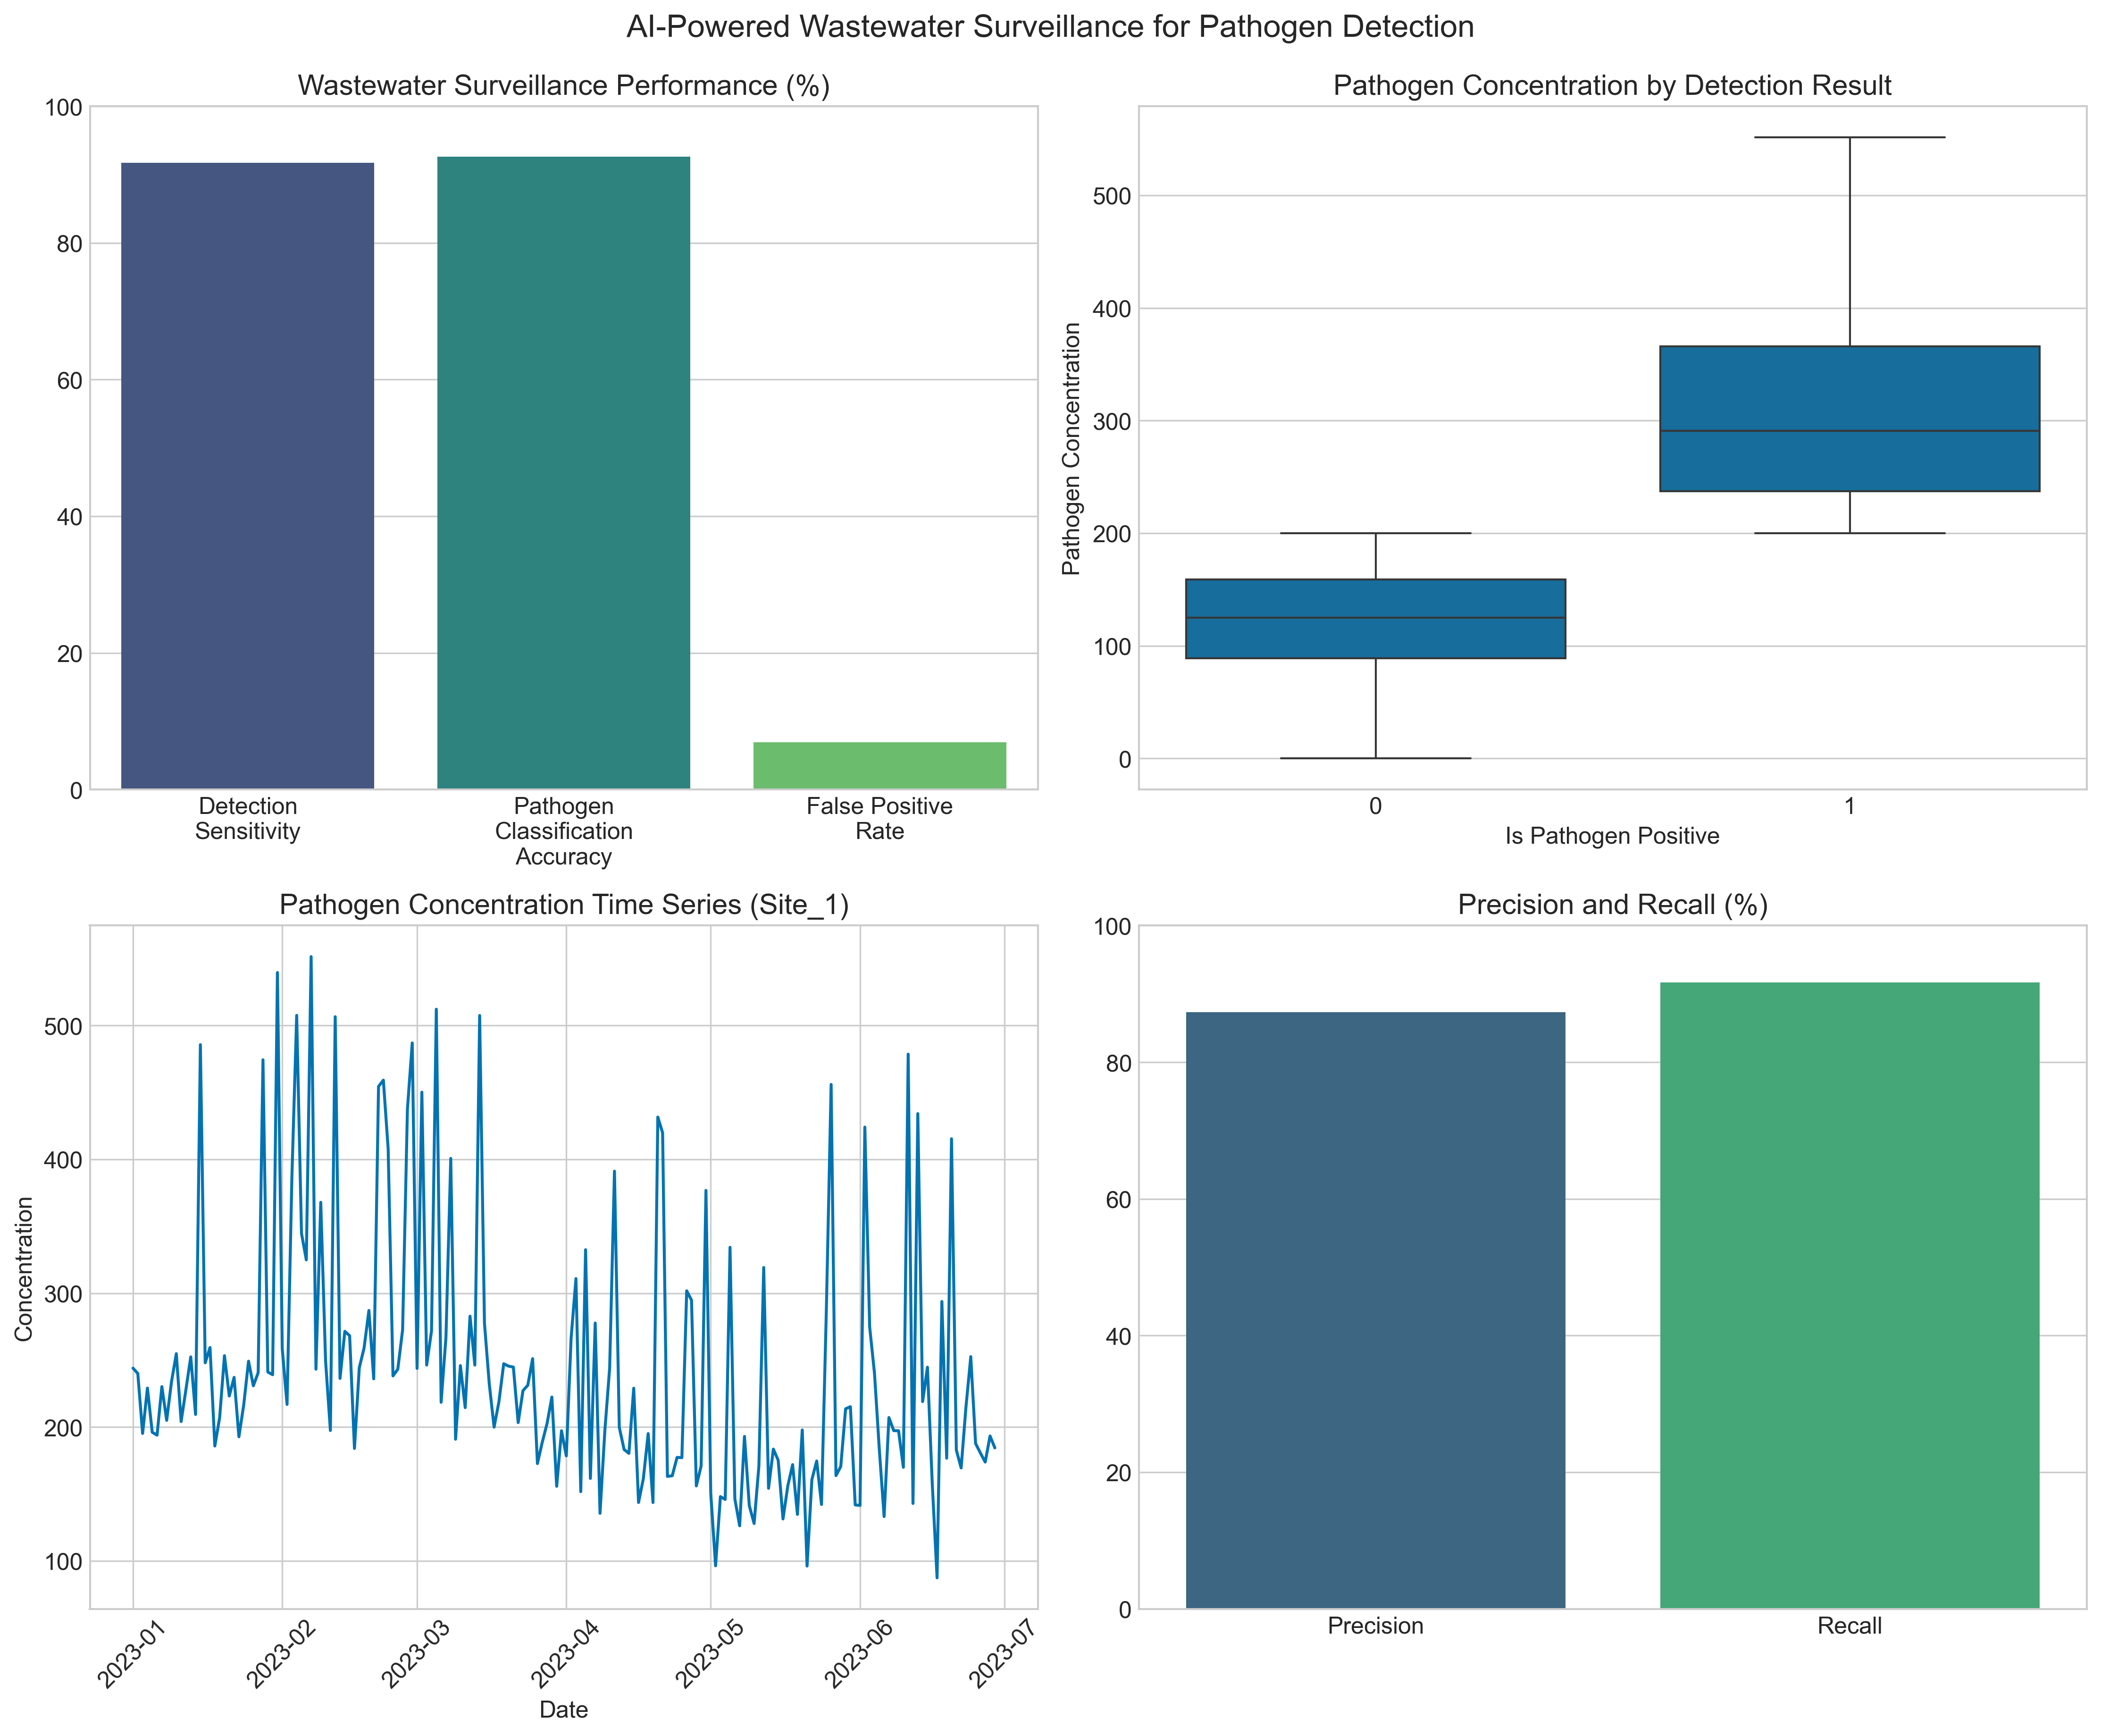 AI-Powered Wastewater Surveillance for Pathogen Detection
Wastewater Surveillance Performance (%)
100
80
60
40
20
0
Detection
Sensitivity
Pathogen
Classification
Accuracy
False Positive
Rate
Pathogen Concentration by Detection Result
Pathogen Concentration
500
400
300
200
100
0
0
1
Is Pathogen Positive
Pathogen Concentration Time Series (Site_1)
Concentration
500
400
300
200
100
2023-01
2023-02
2023-03
2023-04
2023-05
2023-06
2023-07
Date
Precision and Recall (%)
100
80
60
40
20
0
Precision
Recall